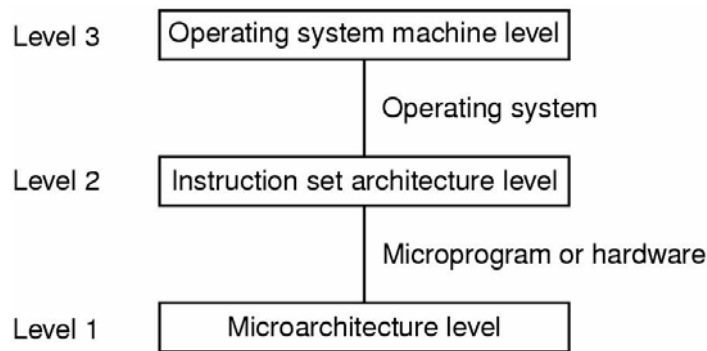 Level 3
Operating system machine level
Operating system
Level 2
Instruction set architecture level
Microprogram or hardware
Level 1
Microarchitecture level